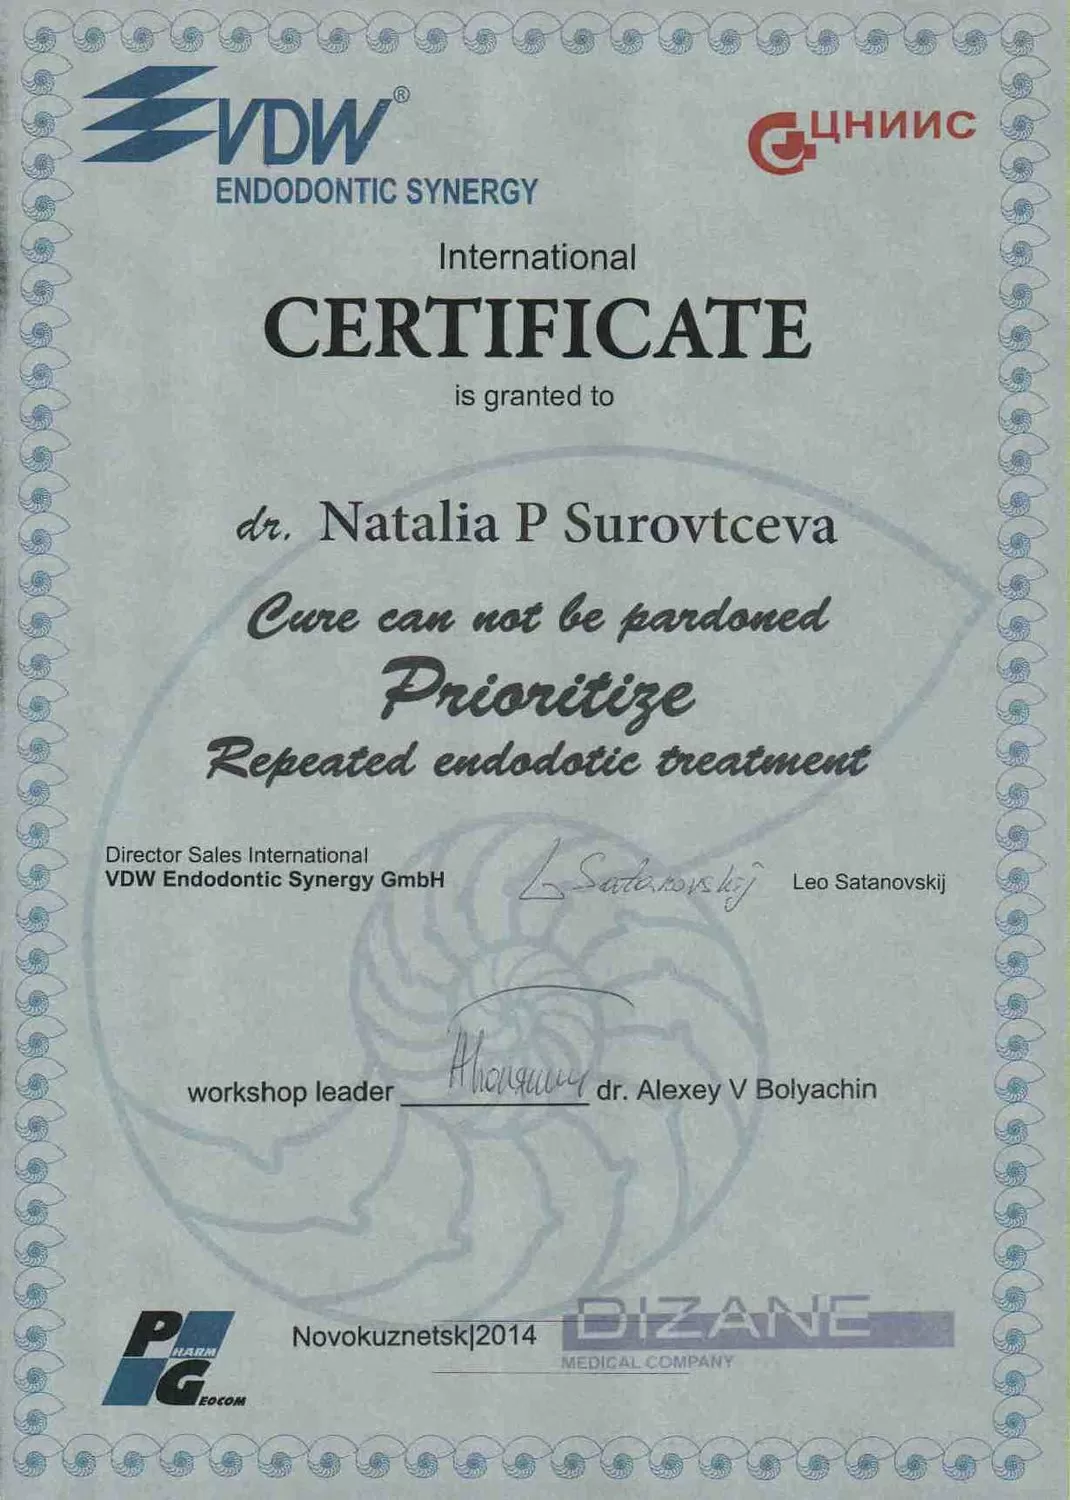 VDW®
ENDODONTIC SYNERGY
ЦНИИС
International
CERTIFICATE
is granted to
dr. Natalia P Surovtceva
Cure can not be pardoned
Prioritize
Repeated endodotic treatment
Director Sales International
VDW Endodontic Synergy GmbH
L Satanovskij
Leo Satanovskij
workshop leader
dr. Alexey V Bolyachin
PHARM
GEOCOM
Novokuznetsk|2014
DIZANE
MEDICAL COMPANY